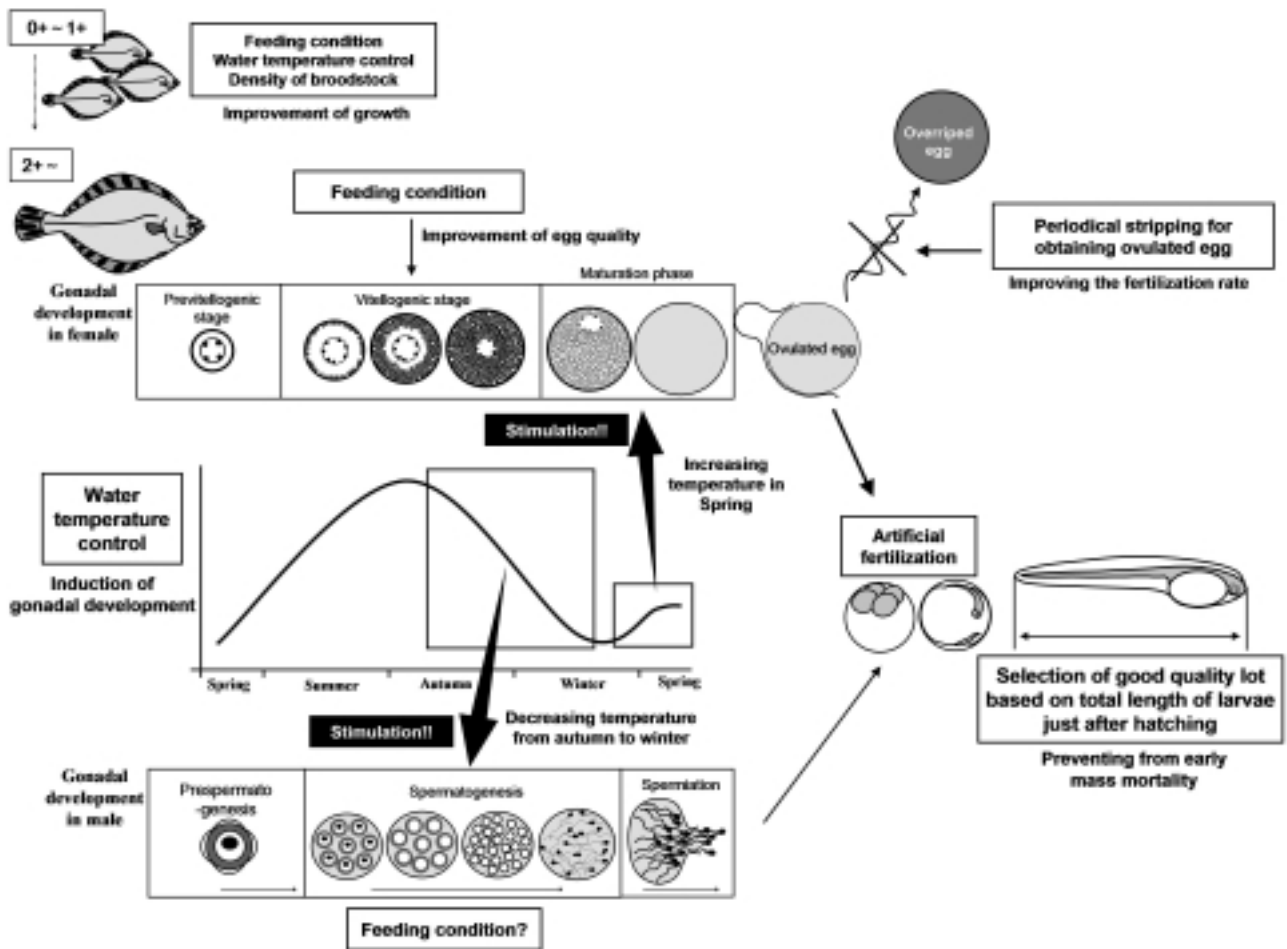 0+ ~ 1+
Feeding condition
Water temperature control
Density of broodstock
Improvement of growth
2+ ~
Overriped
egg
Feeding condition
Improvement of egg quality
Periodical stripping for
obtaining ovulated egg
Improving the fertilization rate
Gonadal
development
in female
Previtellogenic
stage
Vitellogenic stage
Maturation phase
Ovulated egg
Stimulation!!
Increasing
temperature in
Spring
Water
temperature
control
Induction of
gonadal development
Artificial
fertilization
Spring
Summer
Autumn
Winter
Spring
Selection of good quality lot
based on total length of larvae
just after hatching
Preventing from early
mass mortality
Stimulation!!
Decreasing temperature
from autumn to winter
Gonadal
development
in male
Prespermato
-genesis
Spermatogenesis
Spermiation
Feeding condition?